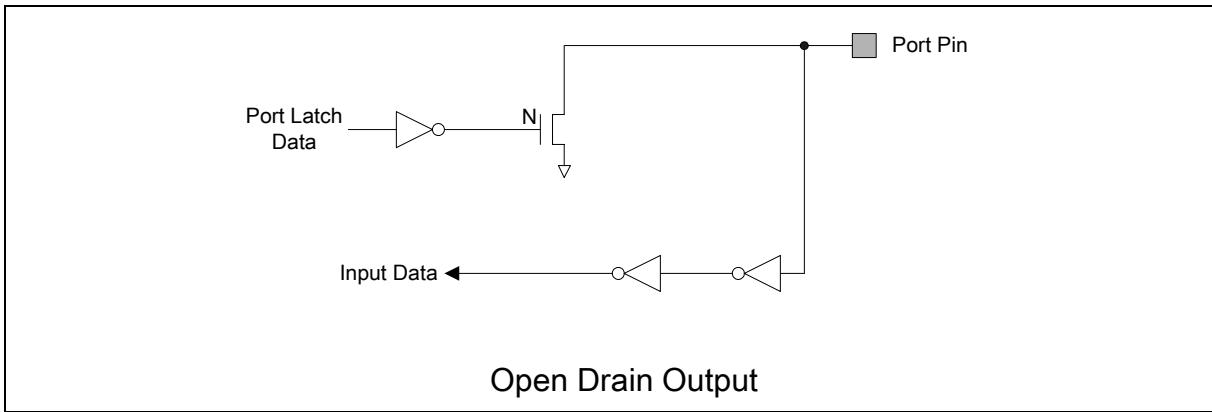 Port Pin
Port Latch
Data
N
Input Data
Open Drain Output